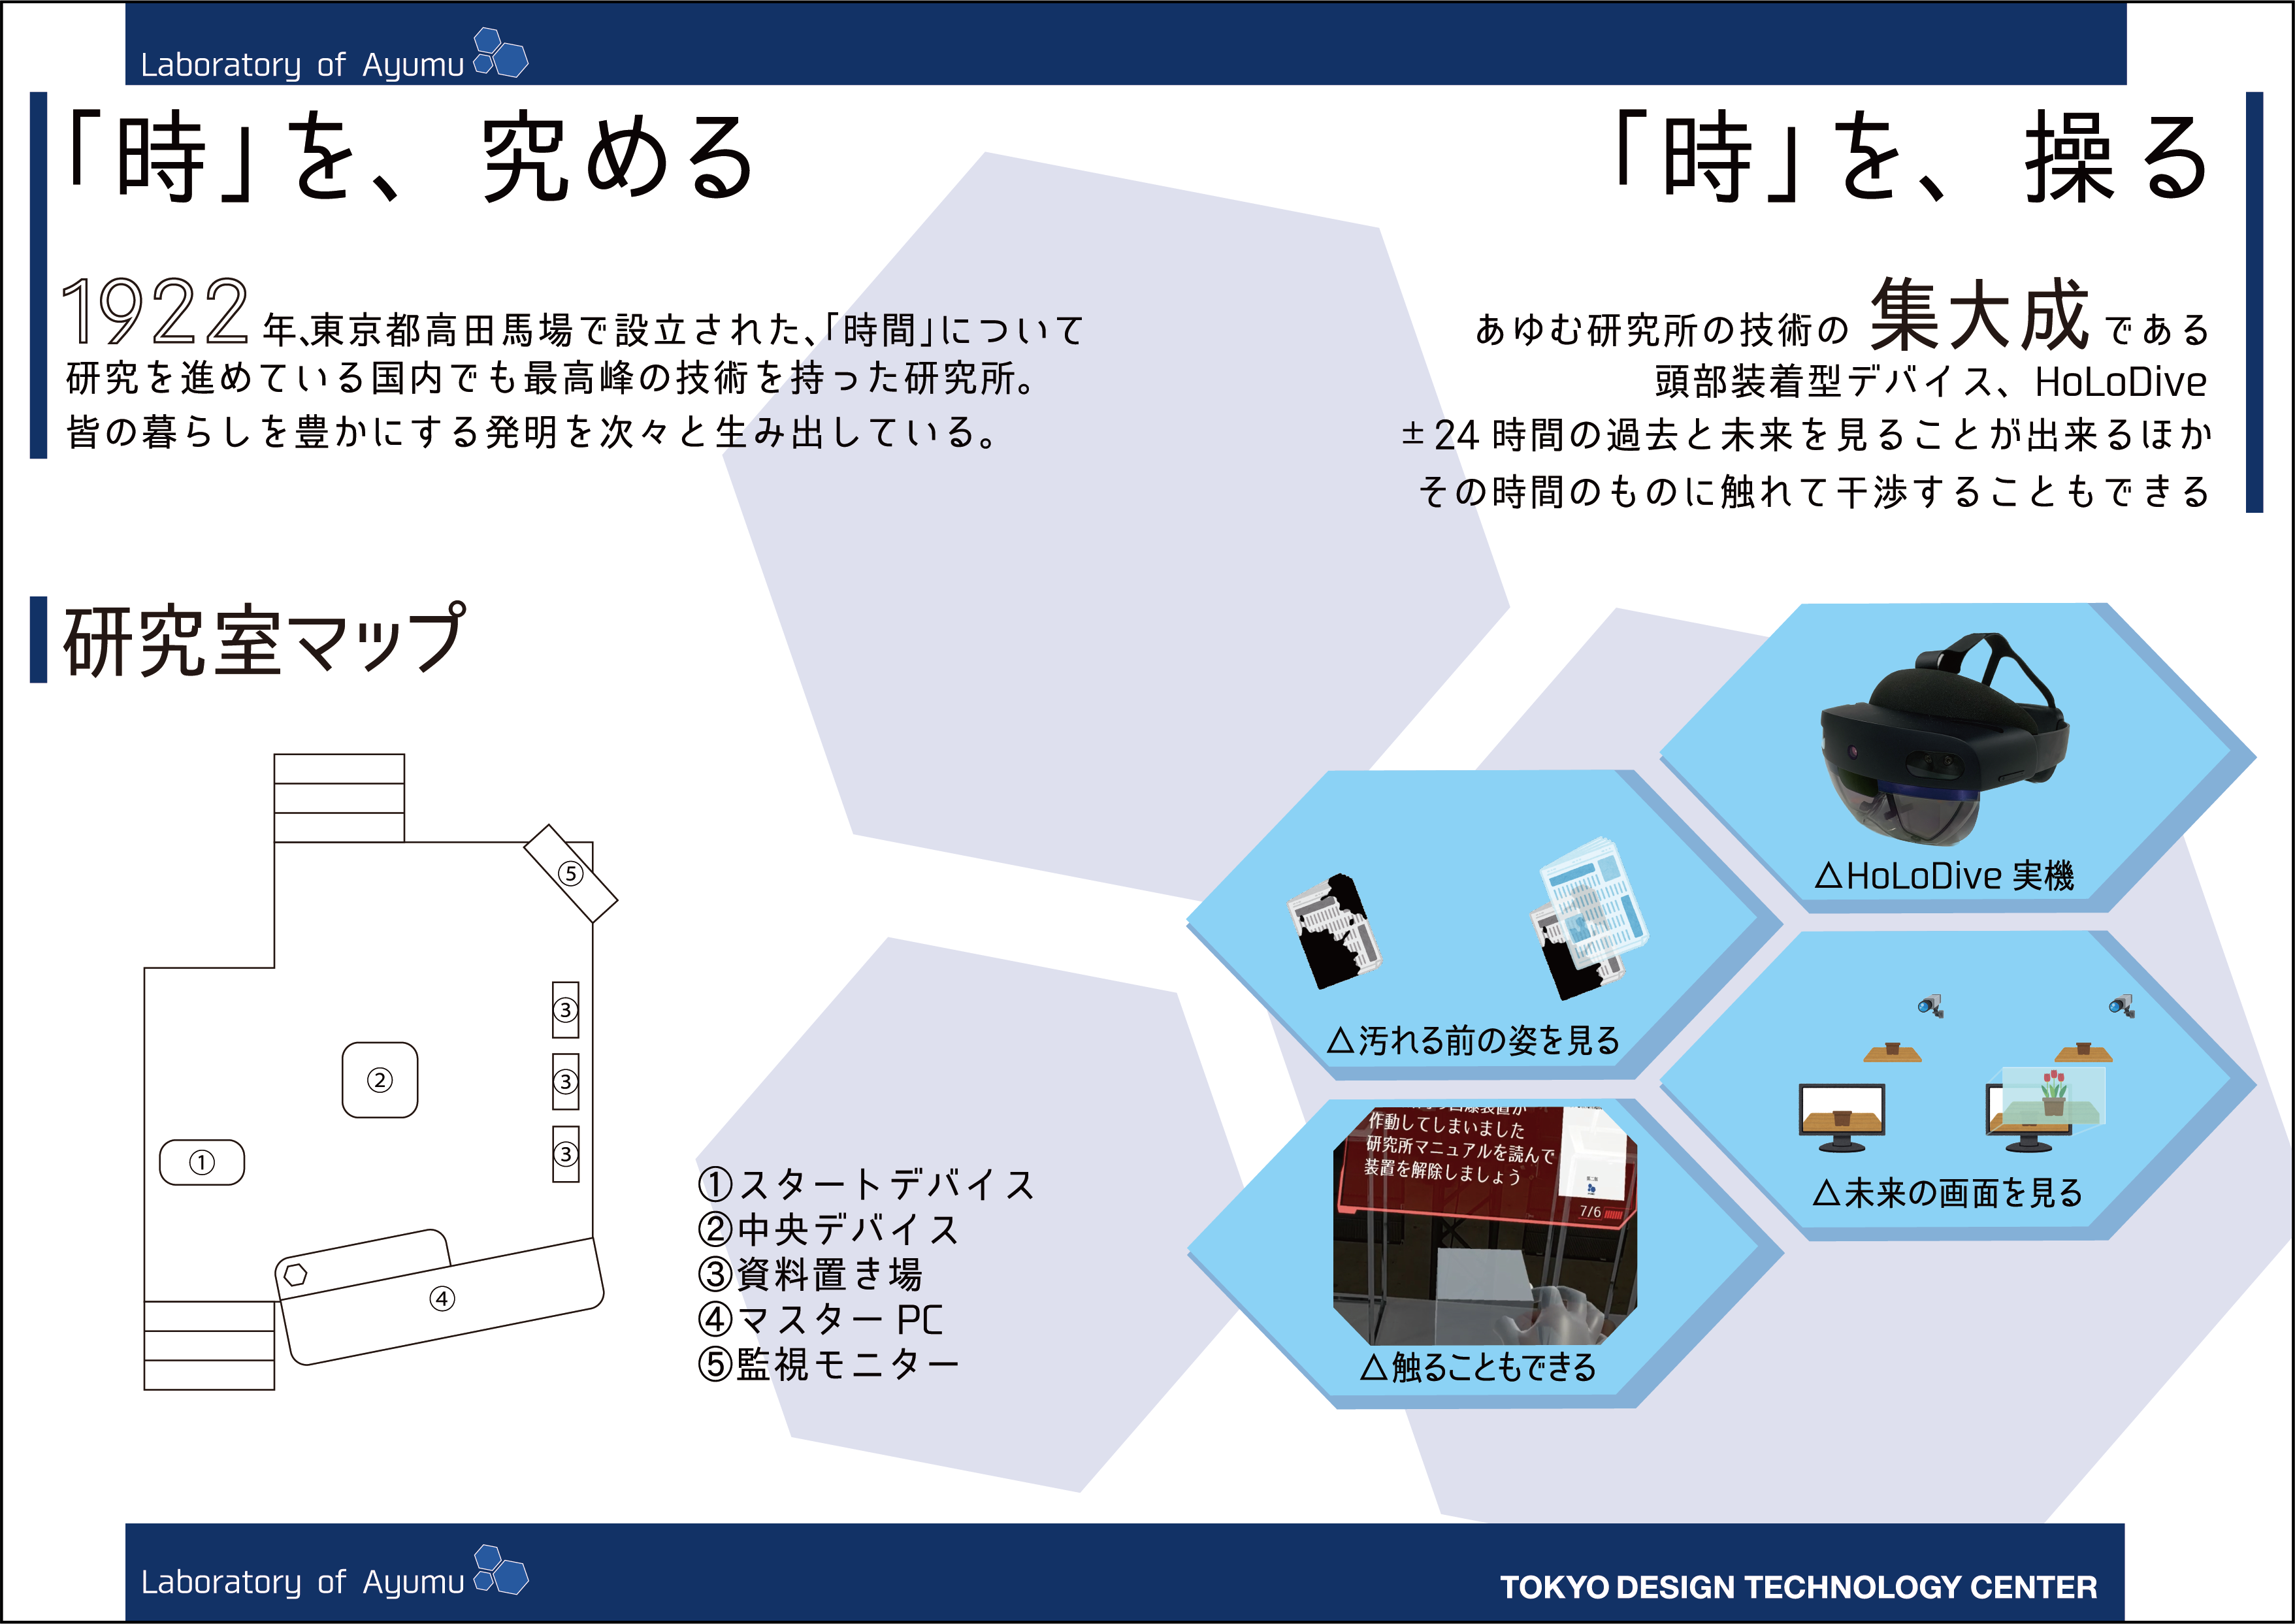 Laboratory of Ayumu
「時」を、究める
1922年、東京都高田馬場で設立された、「時間」について
研究を進めている国内でも最高峰の技術を持った研究所。
皆の暮らしを豊かにする発明を次々と生み出している。
「時」を、操る
あゆむ研究所の技術の集大成である
頭部装着型デバイス、HoLoDive
±24時間の過去と未来を見ることが出来るほか
その時間のものに触れて干渉することもできる
研究室マップ
⑤
③
③
③
②
①
④
①スタートデバイス
②中央デバイス
③資料置き場
④マスターPC
⑤監視モニター
△HoLoDive 実機
△汚れる前の姿を見る
△未来の画面を見る
作動してしまいました
研究所マニュアルを読んで
装置を解除しましょう
7/6
△触ることもできる
Laboratory of Ayumu
TOKYO DESIGN TECHNOLOGY CENTER